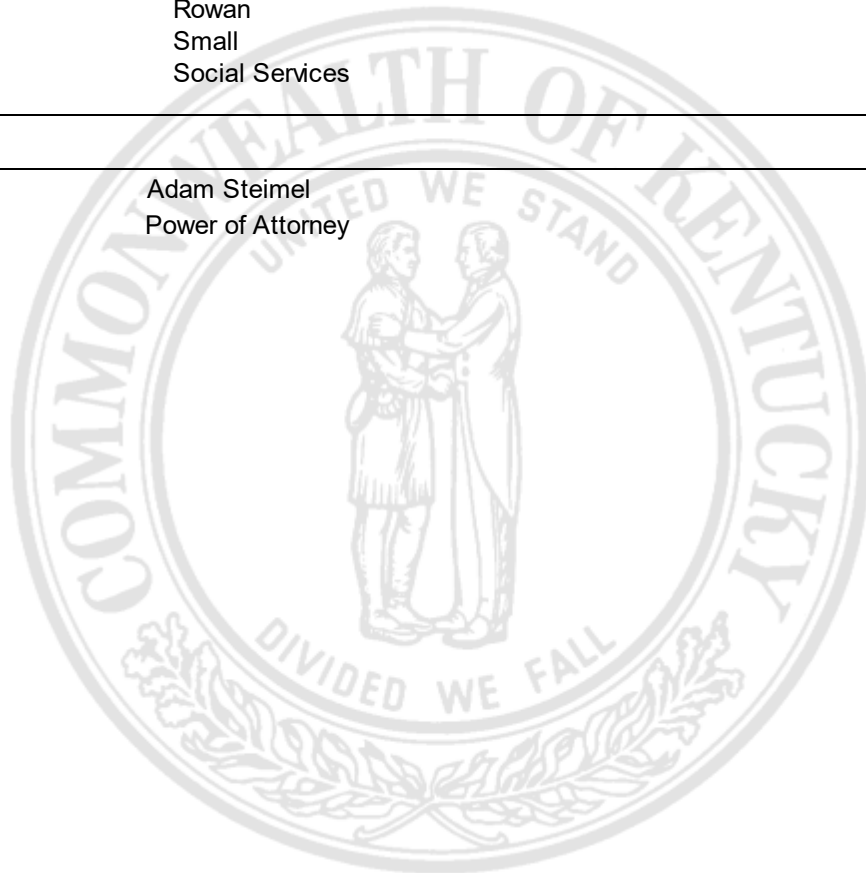 Rowan
Small
Social Services
COMMONWEALTH OF KENTUCKY
UNITED WE STAND
Adam Steimel
Power of Attorney
DIVIDED WE FALL